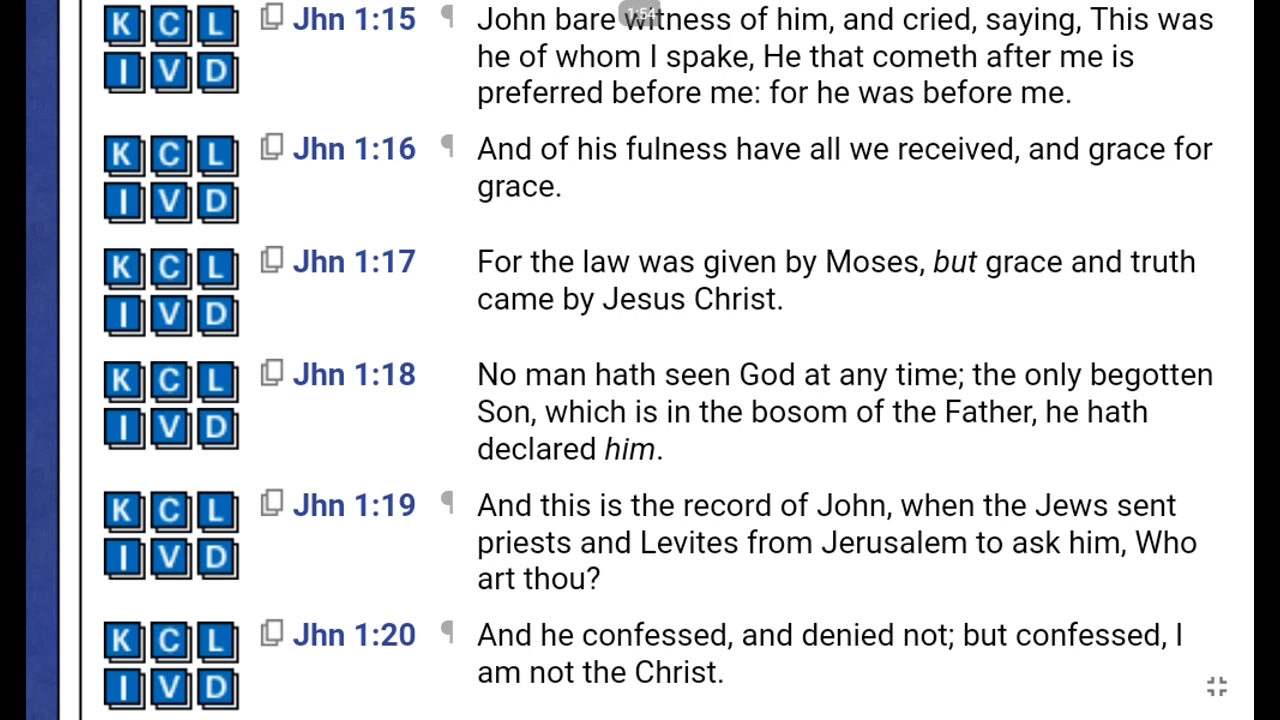 K C L Jhn 1:15 ¶ John bare witness of him, and cried, saying, This was
I V D he of whom I spake, He that cometh after me is
preferred before me: for he was before me.
K C L Jhn 1:16 ¶ And of his fulness have all we received, and grace for
I V D grace.
K C L Jhn 1:17 For the law was given by Moses, but grace and truth
I V D came by Jesus Christ.
K C L Jhn 1:18 No man hath seen God at any time; the only begotten
I V D Son, which is in the bosom of the Father, he hath
declared him.
K C L Jhn 1:19 ¶ And this is the record of John, when the Jews sent
I V D priests and Levites from Jerusalem to ask him, Who
art thou?
K C L Jhn 1:20 ¶ And he confessed, and denied not; but confessed, I
I V D am not the Christ.
1:54